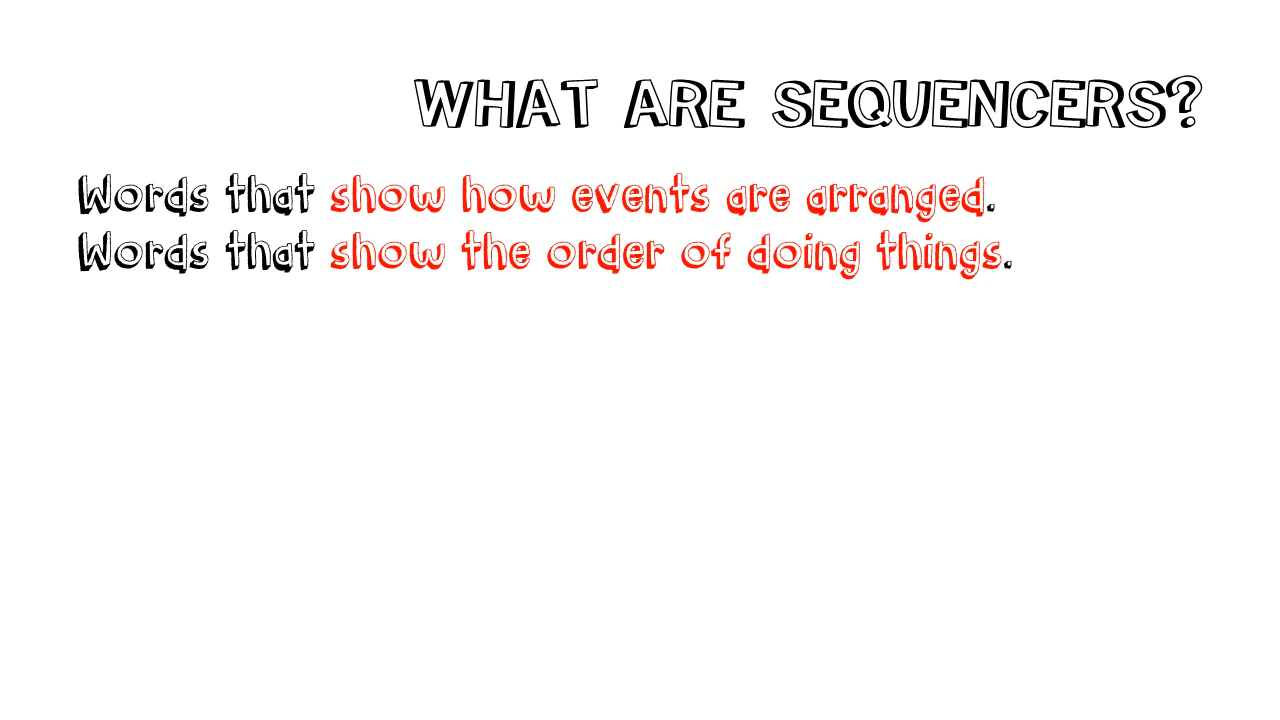 WHAT ARE SEQUENCERS?
Words that show how events are arranged.
Words that show the order of doing things.